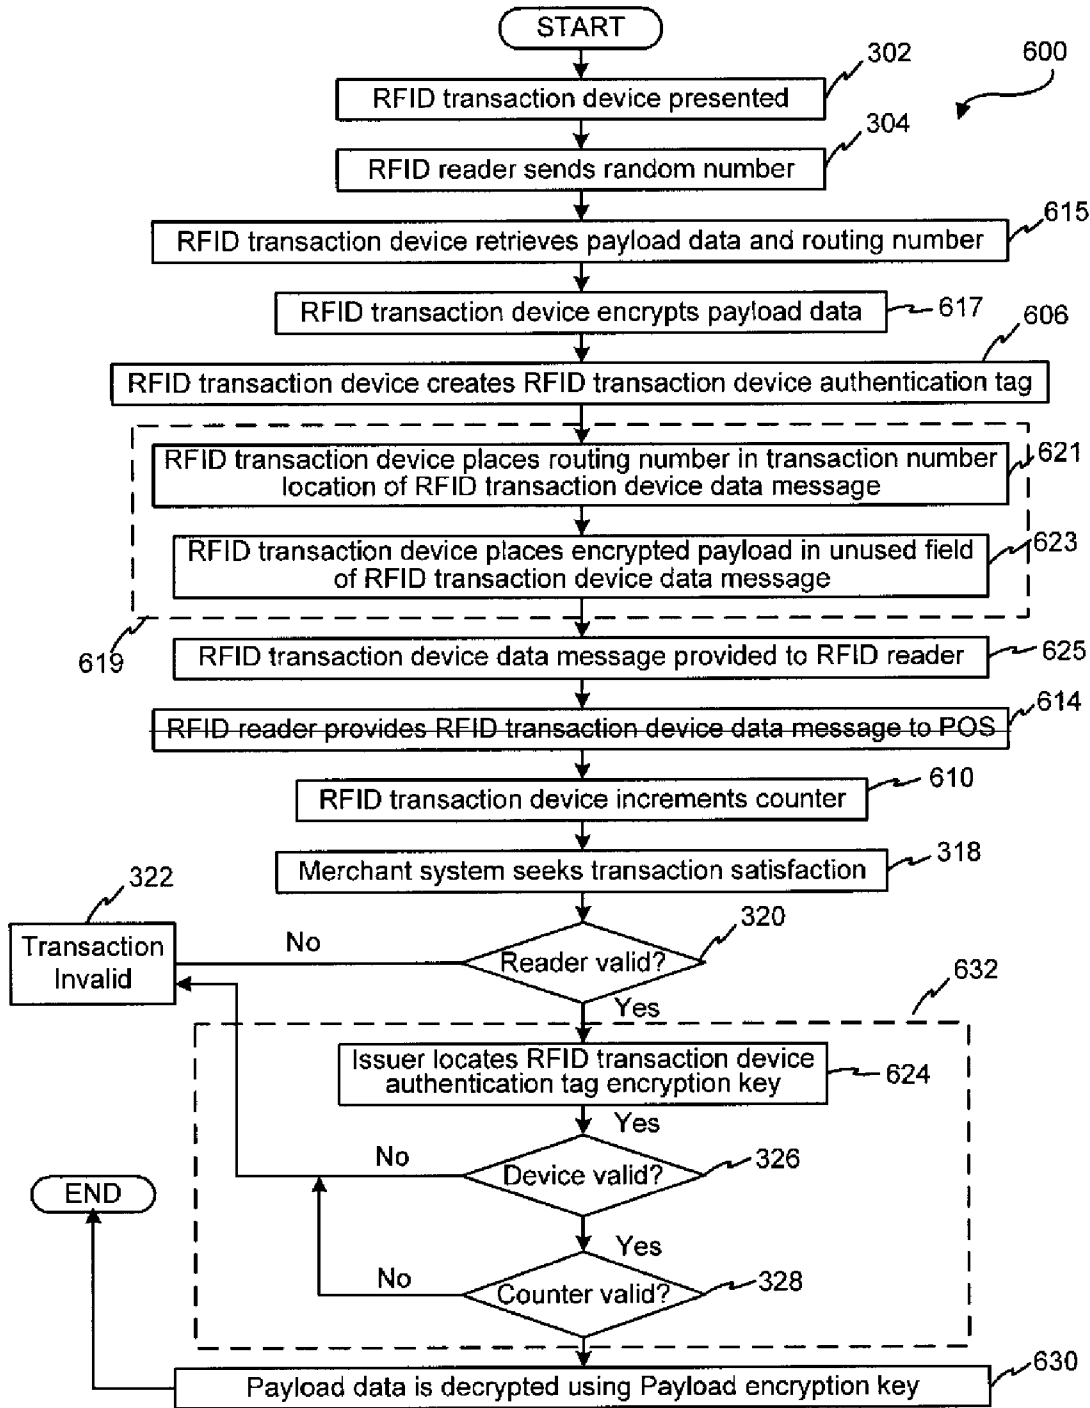 START
302
600
RFID transaction device presented
304
RFID reader sends random number
615
RFID transaction device retrieves payload data and routing number
RFID transaction device encrypts payload data
617
606
RFID transaction device creates RFID transaction device authentication tag
RFID transaction device places routing number in transaction number
location of RFID transaction device data message
621
RFID transaction device places encrypted payload in unused field
of RFID transaction device data message
623
619
RFID transaction device data message provided to RFID reader
625
614
RFID reader provides RFID transaction device data message to POS
RFID transaction device increments counter
610
Merchant system seeks transaction satisfaction
318
322
320
Transaction
Invalid
No
Reader valid?
Yes
632
Issuer locates RFID transaction device
authentication tag encryption key
624
Yes
No
Device valid?
326
END
Yes
No
Counter valid?
328
Payload data is decrypted using Payload encryption key
630